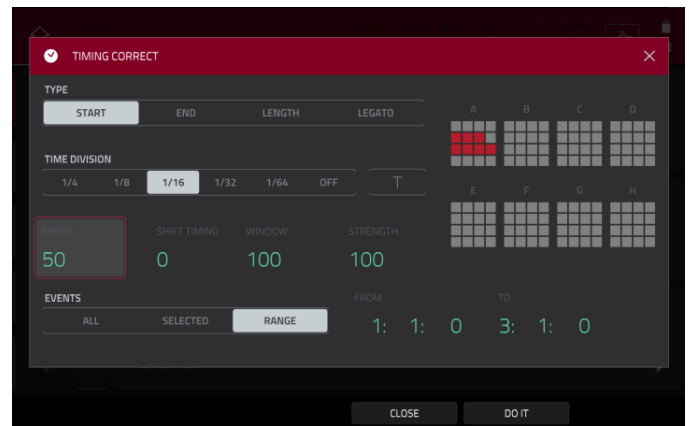 TIMING CORRECT
TYPE
START END LENGTH LEGATO
A B C D
TIME DIVISION
1/4 1/8 1/16 1/32 1/64 OFF T
E F G H
SWING SHIFT TIMING WINDOW STRENGTH
50 0 100 100
EVENTS FROM TO
ALL SELECTED RANGE
1: 1: 0 3: 1: 0
CLOSE DO IT